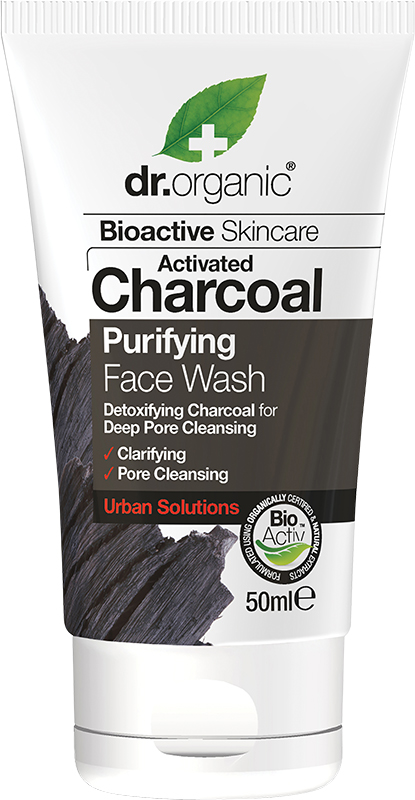 dr.organic®
Bioactive Skincare
Activated
Charcoal
Purifying
Face Wash
Detoxifying Charcoal for
Deep Pore Cleansing
✓ Clarifying
✓ Pore Cleansing
Urban Solutions
FORMULATED USING ORGANICALLY CERTIFIED & NATURAL EXTRACTS
Bio
Activ™
50ml℮